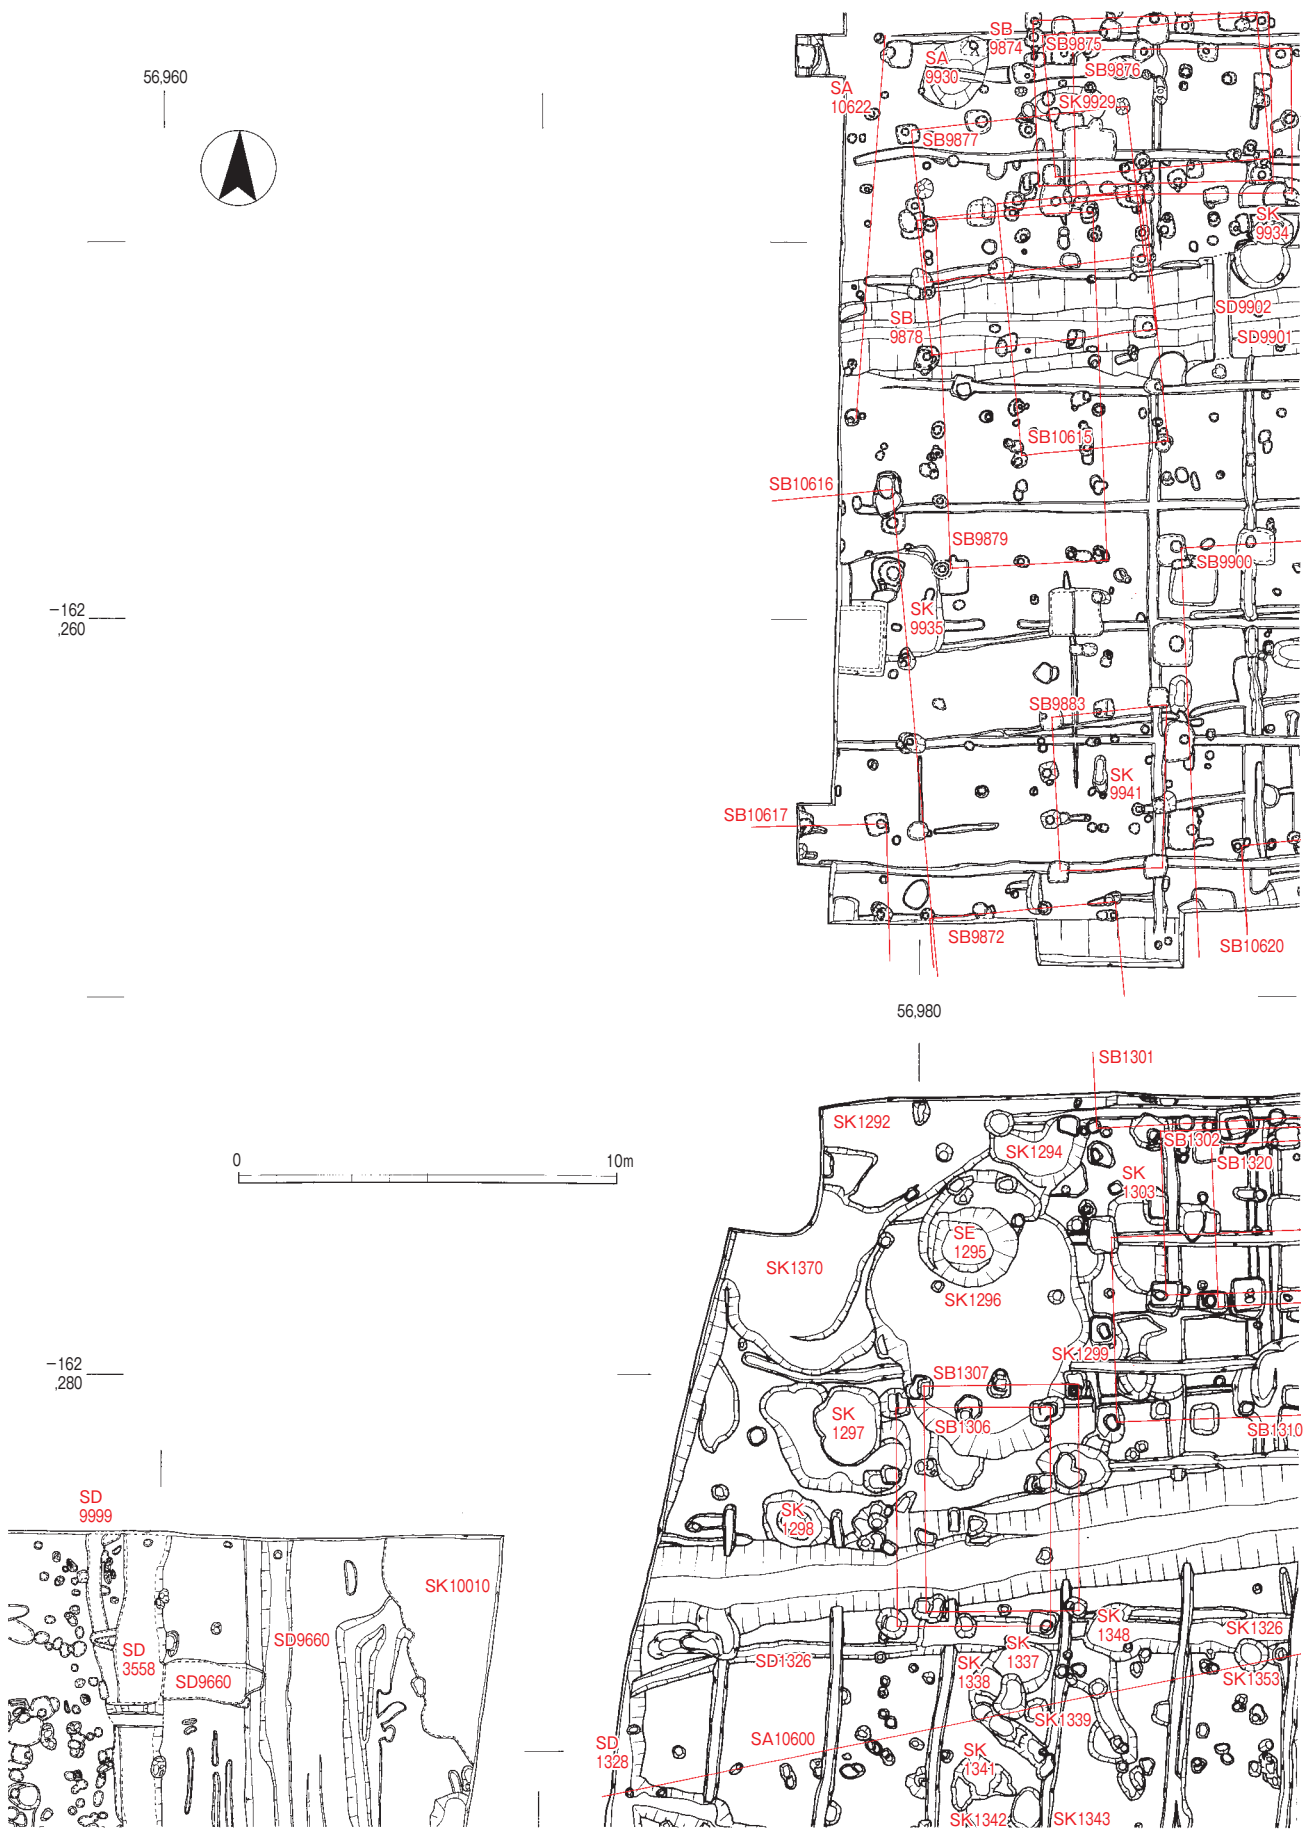 56,960
SB
9874
SB9875
SA
9930
SB9876
SA
10622
SK9929
SB9877
SK
9934
SD9902
SB
9878
SD9901
SB10615
SB10616
SB9879
SB9900
−162
,260
SK
9935
SB9883
SK
9941
SB10617
SB9872
SB10620
56,980
SB1301
SK1292
SB1302
SK1294
SB1320
0
10m
SK
1303
SE
1295
SK1370
SK1296
SK1299
−162
,280
SB1307
SK
1297
SB1306
SB1310
SD
9999
SK
1298
SK10010
SD9660
SK
1348
SK1326
SD
3558
SK
1337
SD1326
SK
1338
SD9660
SK1353
SK1339
SA10600
SD
1328
SK
1341
SK1342
SK1343